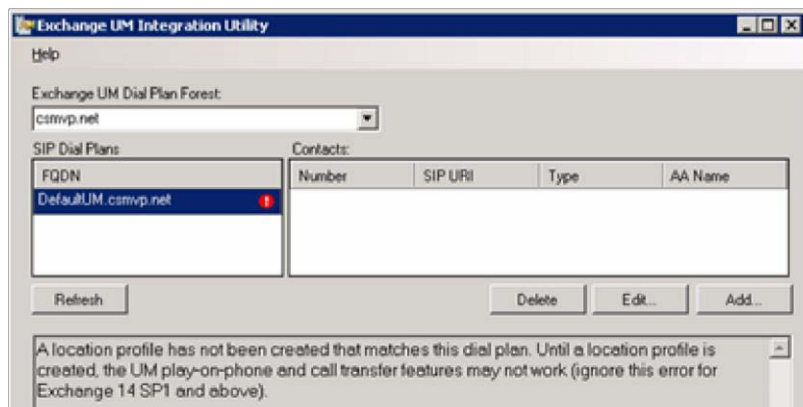 Exchange UM Integration Utility
Help
Exchange UM Dial Plan Forest:
csmvp.net
SIP Dial Plans
Contacts:
FQDN
Number SIP URI Type AA Name
DefaultUM.csmvp.net
Refresh
Delete Edit... Add...
A location profile has not been created that matches this dial plan. Until a location profile is
created, the UM play-on-phone and call transfer features may not work (ignore this error for
Exchange 14 SP1 and above).